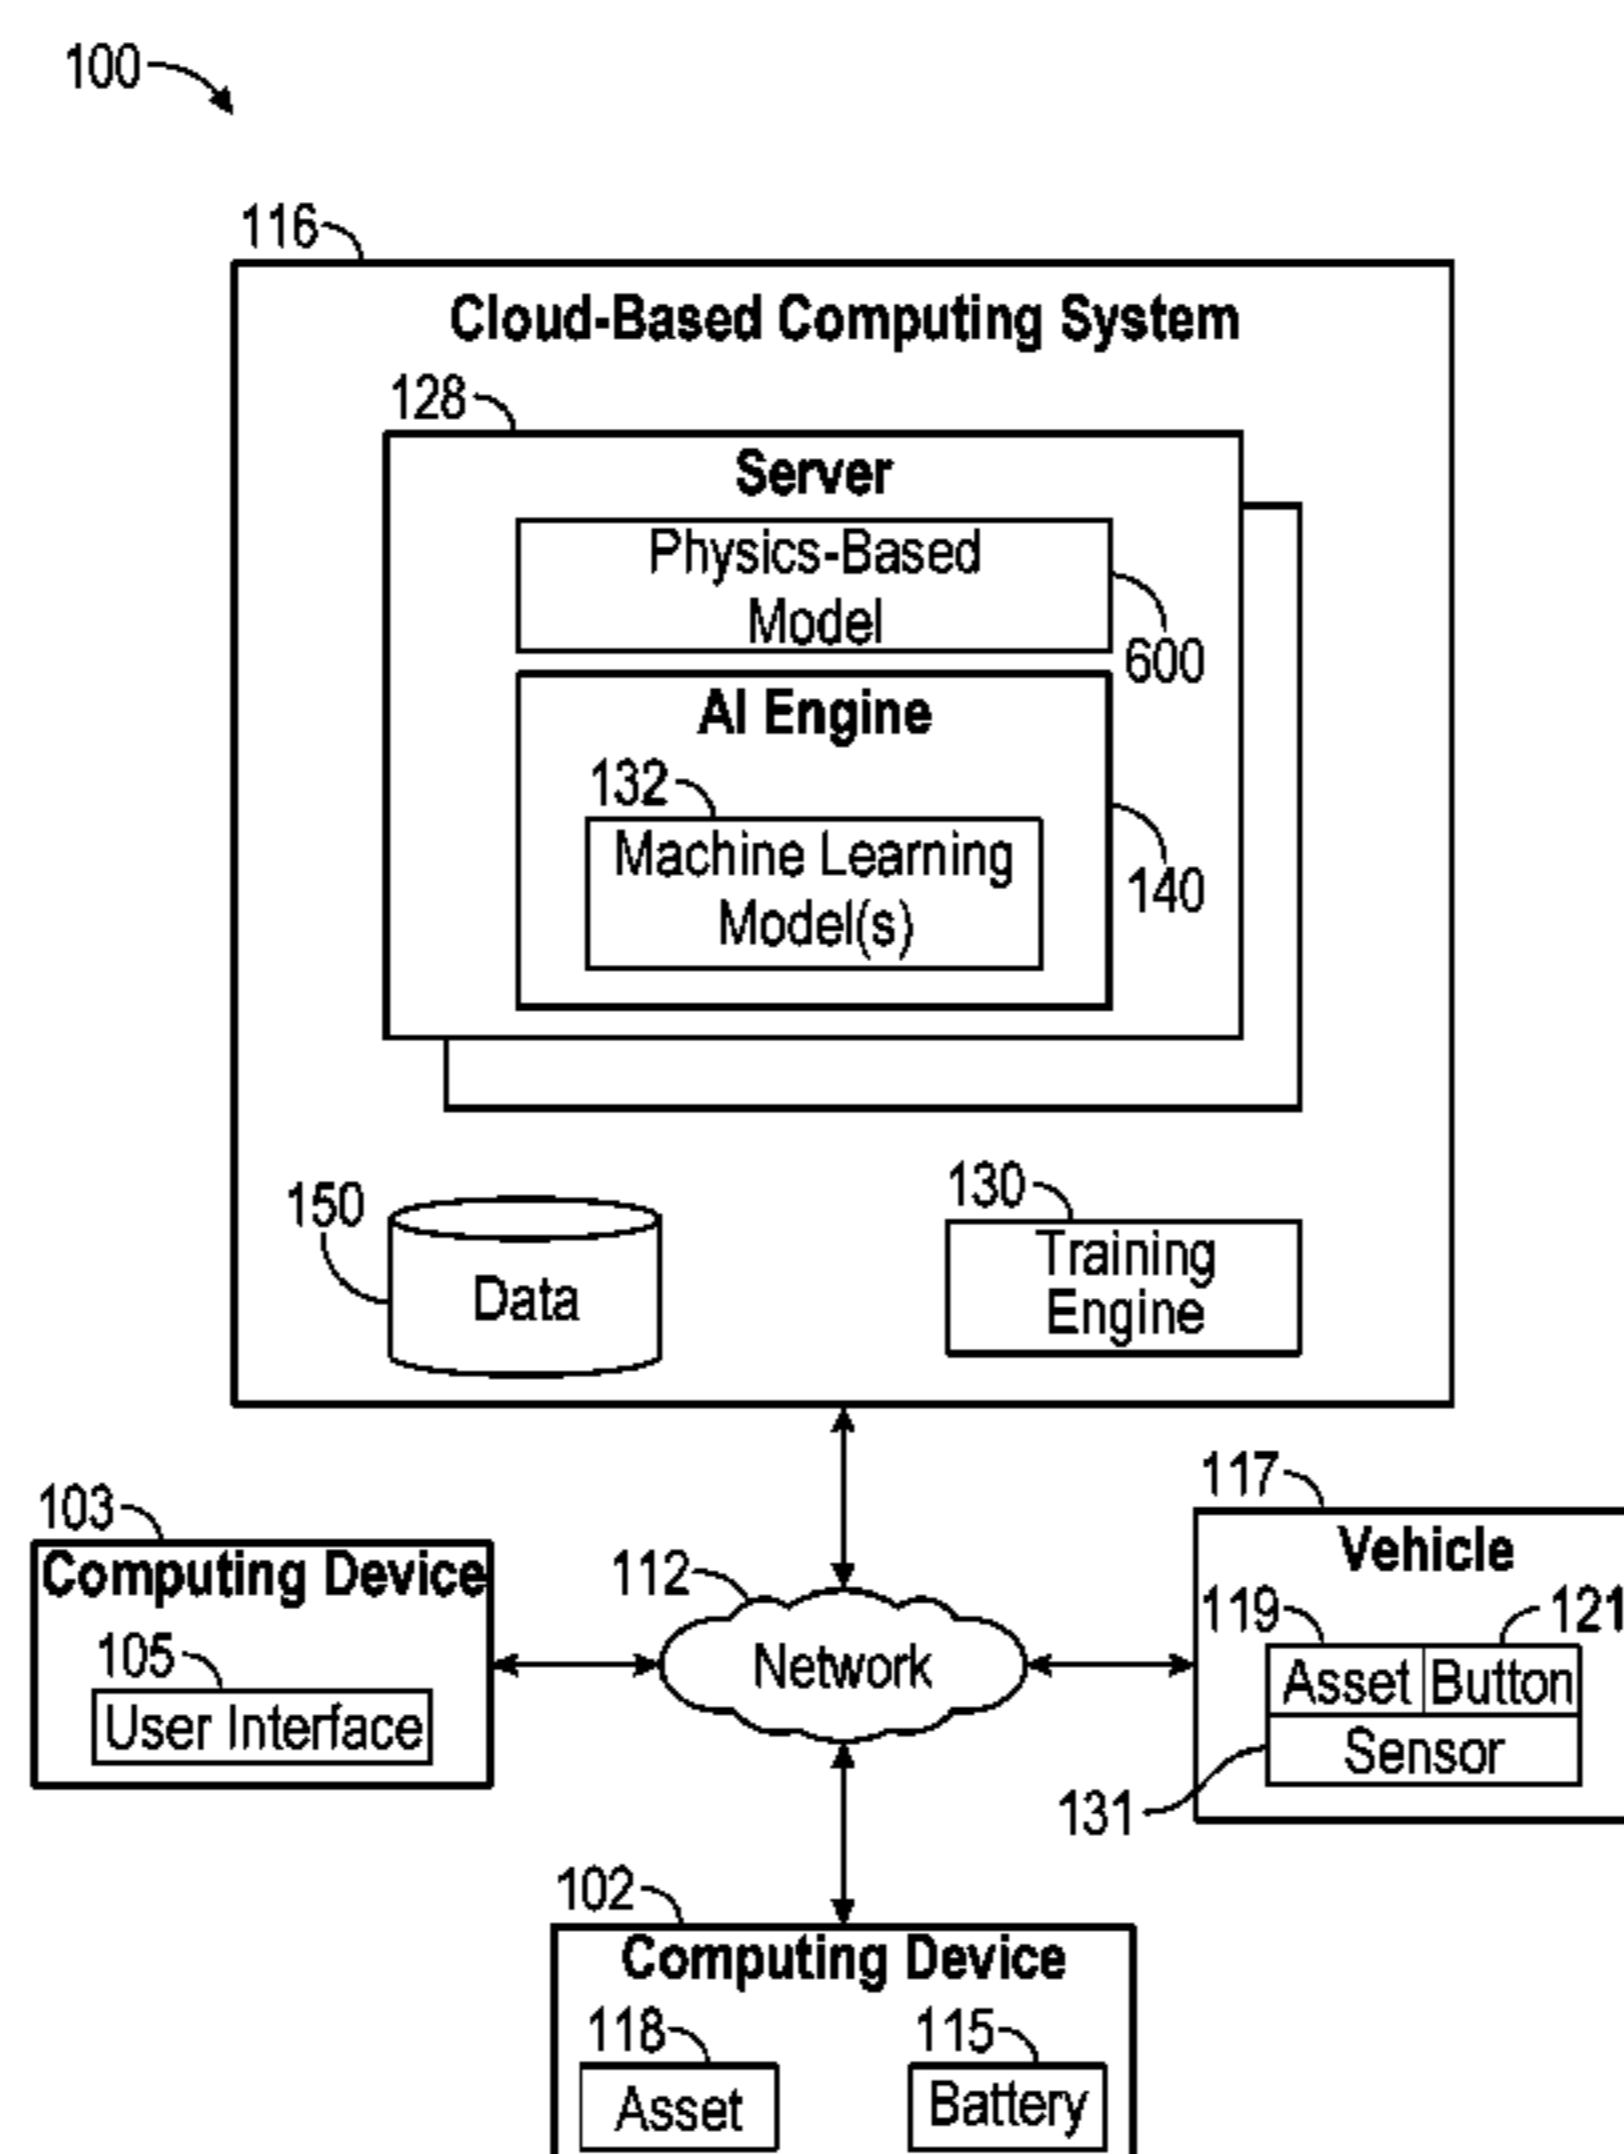 100
116
Cloud-Based Computing System
128
Server
Physics-Based
Model
600
AI Engine
132
Machine Learning
Model(s)
140
150
Data
130
Training
Engine
103
Computing Device
105
User Interface
112
Network
117
Vehicle
119
121
Asset
Button
Sensor
131
102
Computing Device
118
115
Asset
Battery